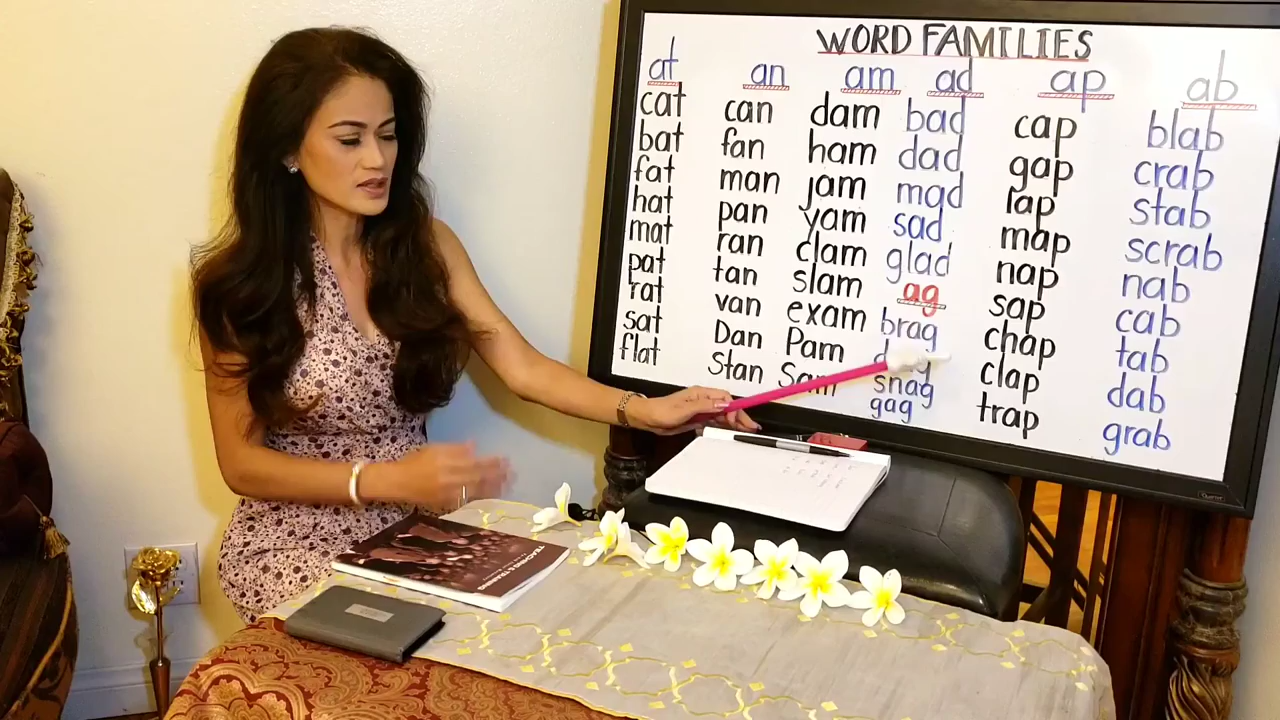 WORD FAMILIES
at
cat
bat
fat
hat
mat
pat
rat
sat
flat
an
can
fan
man
pan
ran
tan
van
Dan
Stan
am
dam
ham
jam
yam
clam
slam
exam
Pam
Sam
ad
bad
dad
mad
sad
glad
ag
brag
snag
gag
ap
cap
gap
lap
map
nap
sap
chap
clap
trap
ab
blab
crab
stab
scrab
nab
cab
tab
dab
grab
TEACHING & TRAINING